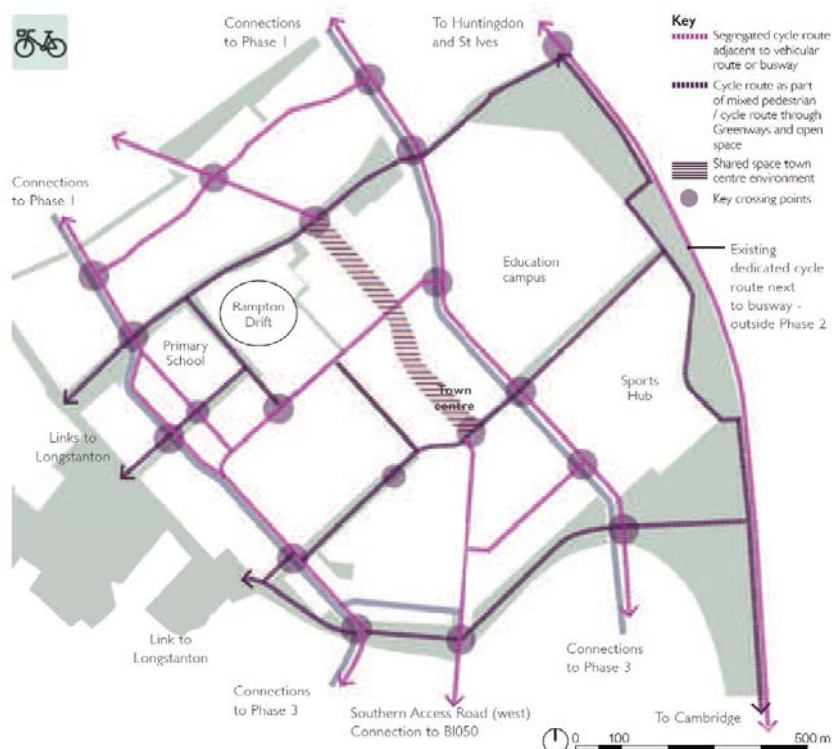 Connections
to Phase 1
To Huntingdon
and St Ives
Key
Segregated cycle route
adjacent to vehicular
route or busway
Cycle route as part
of mixed pedestrian
/ cycle route through
Greenways and open
space
Shared space town
centre environment
Key crossing points
Connections
to Phase 1
Education
campus
Existing
dedicated cycle
route next
to busway -
outside Phase 2
Rampton
Drift
Primary
School
Sports
Hub
Town
centre
Links to
Longstanton
Link to
Longstanton
Connections
to Phase 3
Connections
to Phase 3
Southern Access Road (west)
Connection to B1050
To Cambridge
0 100 500 m